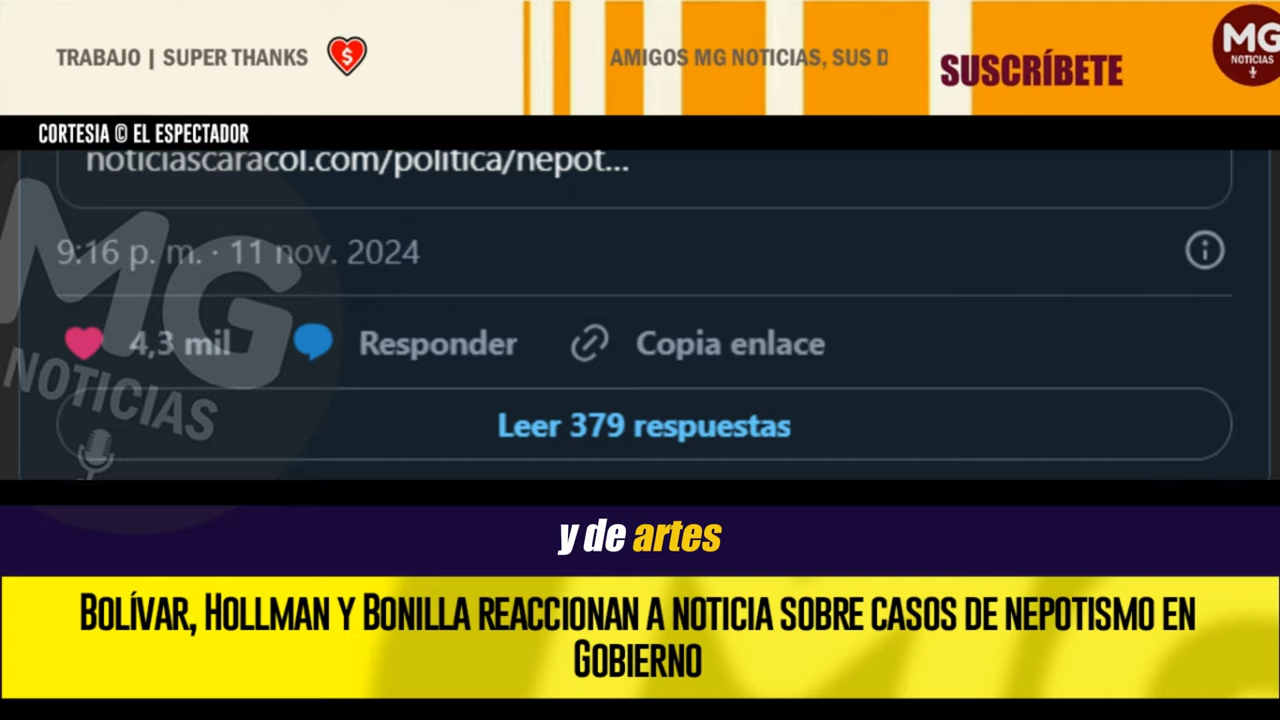 TRABAJO | SUPER THANKS
AMIGOS MG NOTICIAS, SUS D
SUSCRÍBETE
MG
NOTICIAS
CORTESIA © EL ESPECTADOR
noticiascaracol.com/politica/nepot...
9:16 p. m. · 11 nov. 2024
4,3 mil
Responder
Copia enlace
MG
NOTICIAS
Leer 379 respuestas
y de artes
BOLÍVAR, HOLLMAN Y BONILLA REACCIONAN A NOTICIA SOBRE CASOS DE NEPOTISMO EN
GOBIERNO